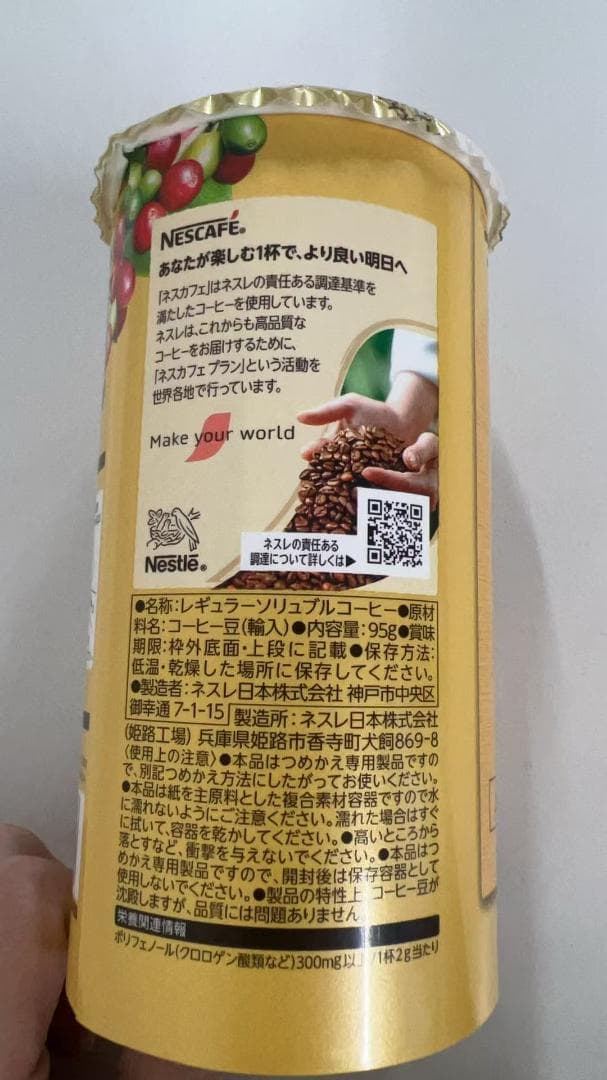 NESCAFÉ®
あなたが楽しむ1杯で、より良い明日へ
「ネスカフェ」はネスレの責任ある調達基準を
満たしたコーヒーを使用しています。
ネスレは、これからも高品質な
コーヒーをお届けするために、
「ネスカフェ プラン」という活動を
世界各地で行っています。
Make your world
Nestlé®
ネスレの責任ある
調達について詳しくは▶
●名称:レギュラーソリュブルコーヒー●原材
料名:コーヒー豆(輸入)●内容量:95g●賞味
期限:枠外底面・上段に記載●保存方法:
低温・乾燥した場所に保存してください。
●製造者:ネスレ日本株式会社 神戸市中央区
御幸通 7-1-15 製造所:ネスレ日本株式会社
(姫路工場) 兵庫県姫路市香寺町犬飼869-8
〈使用上の注意〉●本品はつめかえ専用製品ですの
で、別記つめかえ方法にしたがってお使いください。
●本品は紙を主原料とした複合素材容器ですので水
に濡れないようにご注意ください。濡れた場合はすぐ
に拭いて、容器を乾かしてください。●高いところから
落とすなど、衝撃を与えないでください。●本品はつ
めかえ専用製品ですので、開封後は保存容器として
使用しないでください。●製品の特性上、コーヒー豆が
沈殿しますが、品質には問題ありません。
栄養関連情報
ポリフェノール(クロロゲン酸類など)300mg以上/1杯2g当たり